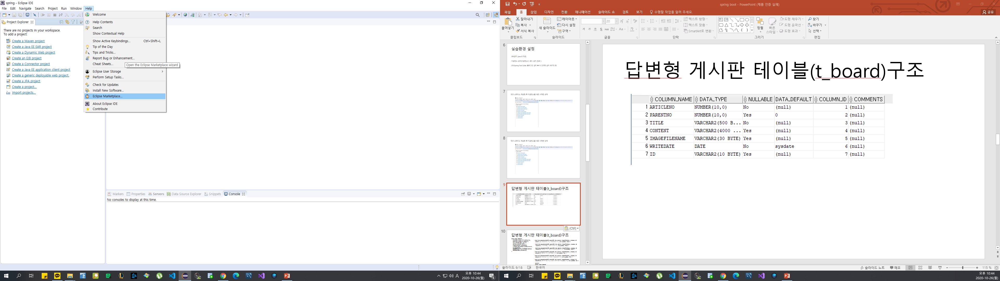 spring - Eclipse IDE
File Edit Navigate Search Project Run Window Help
Project Explorer
There are no projects in your workspace.
To add a project:
Create a Maven project
Create a Java EE EAR project
Create a Dynamic Web project
Create an EJB project
Create a Connector project
Create a Java EE application client project
Create a generic deployable web project.
Create a JPA project
Create a project...
Import projects...
Welcome
Help Contents
Search
Show Contextual Help
Show Active Keybindings... Ctrl+Shift+L
Tip of the Day
Tips and Tricks...
Report Bug or Enhancement...
Cheat Sheets...
Open the Eclipse Marketplace wizard
Eclipse User Storage
Perform Setup Tasks...
Check for Updates
Install New Software...
Eclipse Marketplace...
About Eclipse IDE
Contribute
Markers Properties Servers Data Source Explorer Snippets Console
No consoles to display at this time.
오후 10:44
2020-10-26(월)
spring boot - PowerPoint (제품 인증 실패)
파일 홈 삽입 디자인 전환 애니메이션 슬라이드 쇼 검토 보기 수행할 작업을 알려 주세요. 공유
붙여넣기 잘라내기 복사 서식 복사
클립보드
새 슬라이드 레이아웃 다시 설정 구역
슬라이드
20
글꼴
텍스트 방향 텍스트 맞춤 SmartArt로 변환
단락
정렬 빠른 스타일 도형 채우기 도형 윤곽선 도형 효과
그리기
찾기 바꾸기 선택
편집
6
실습환경 설정
7
8
9
답변형 게시판 테이블(t_board)구조
(Ctrl)
10
답변형 게시판 테이블(t_board)구조
답변형 게시판 테이블(t_board)구조
COLUMN_NAME DATA_TYPE NULLABLE DATA_DEFAULT COLUMN_ID COMMENTS
1 ARTICLENO NUMBER(10,0) No (null) 1 (null)
2 PARENTNO NUMBER(10,0) Yes 0 2 (null)
3 TITLE VARCHAR2(500 B... No (null) 3 (null)
4 CONTENT VARCHAR2(4000 ... Yes (null) 4 (null)
5 IMAGEFILENAME VARCHAR2(30 BYTE) Yes (null) 5 (null)
6 WRITEDATE DATE No sysdate 6 (null)
7 ID VARCHAR2(10 BYTE) Yes (null) 7 (null)
슬라이드 9/18 한국어
슬라이드 노트 메모 115 %
오후 10:44
2020-10-26(월)